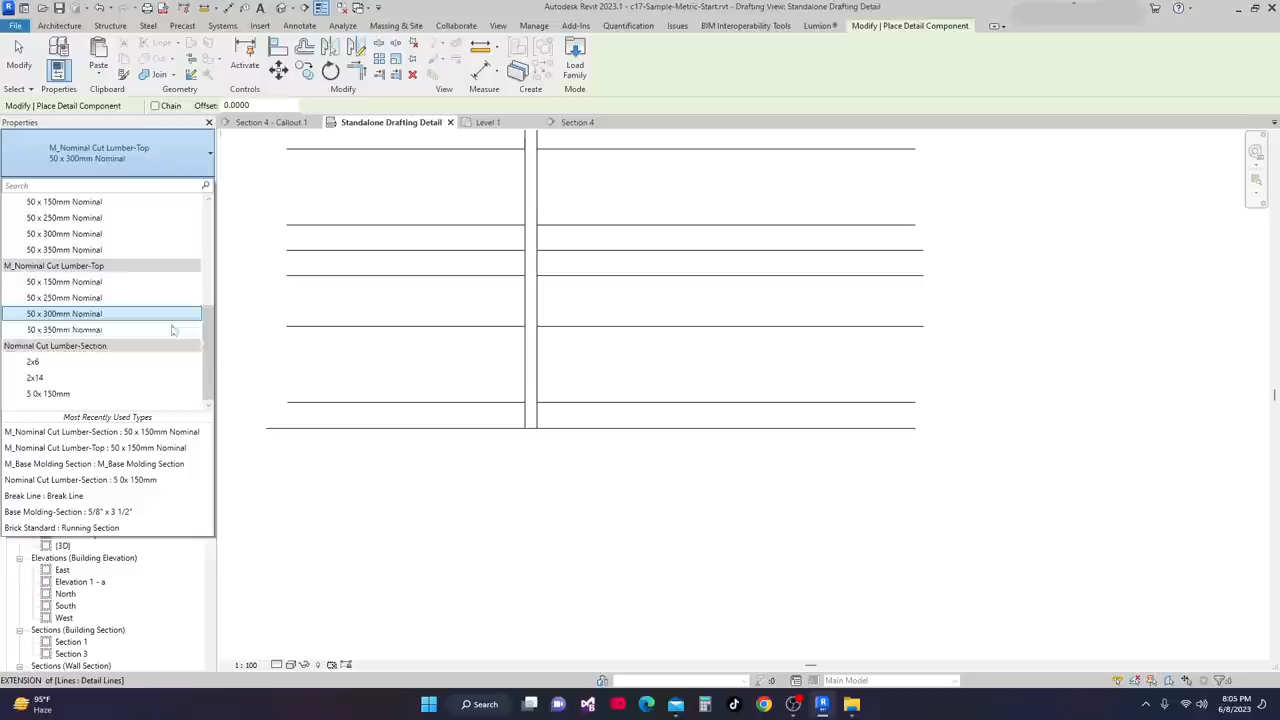 Autodesk Revit 2023.1 - c17-Sample-Metric-Start.rvt - Drafting View: Standalone Drafting Detail
File Architecture Structure Steel Precast Systems Insert Annotate Analyze Massing & Site Collaborate View Manage Add-Ins Quantification Issues BIM Interoperability Tools Lumion® Modify | Place Detail Component
Modify Paste Cope Cut Join Activate Load Family
Select Properties Clipboard Geometry Controls Modify View Measure Create Mode
Modify | Place Detail Component Chain Offset: 0.0000
Properties
Section 4 - Callout 1 Standalone Drafting Detail Level 1 Section 4
M_Nominal Cut Lumber-Top
50 x 300mm Nominal
Search
50 x 150mm Nominal
50 x 250mm Nominal
50 x 300mm Nominal
50 x 350mm Nominal
M_Nominal Cut Lumber-Top
50 x 150mm Nominal
50 x 250mm Nominal
50 x 300mm Nominal
50 x 350mm Nominal
Nominal Cut Lumber-Section
2x6
2x14
5 0x 150mm
Most Recently Used Types
M_Nominal Cut Lumber-Section : 50 x 150mm Nominal
M_Nominal Cut Lumber-Top : 50 x 150mm Nominal
M_Base Molding Section : M_Base Molding Section
Nominal Cut Lumber-Section : 5 0x 150mm
Break Line : Break Line
Base Molding-Section : 5/8" x 3 1/2"
Brick Standard : Running Section
{3D}
Elevations (Building Elevation)
East
Elevation 1 - a
North
South
West
Sections (Building Section)
Section 1
Section 3
Sections (Wall Section)
1 : 100
EXTENSION of [Lines : Detail Lines]
:0
Main Model
:0
95°F
Haze
Search
8:05 PM
6/8/2023